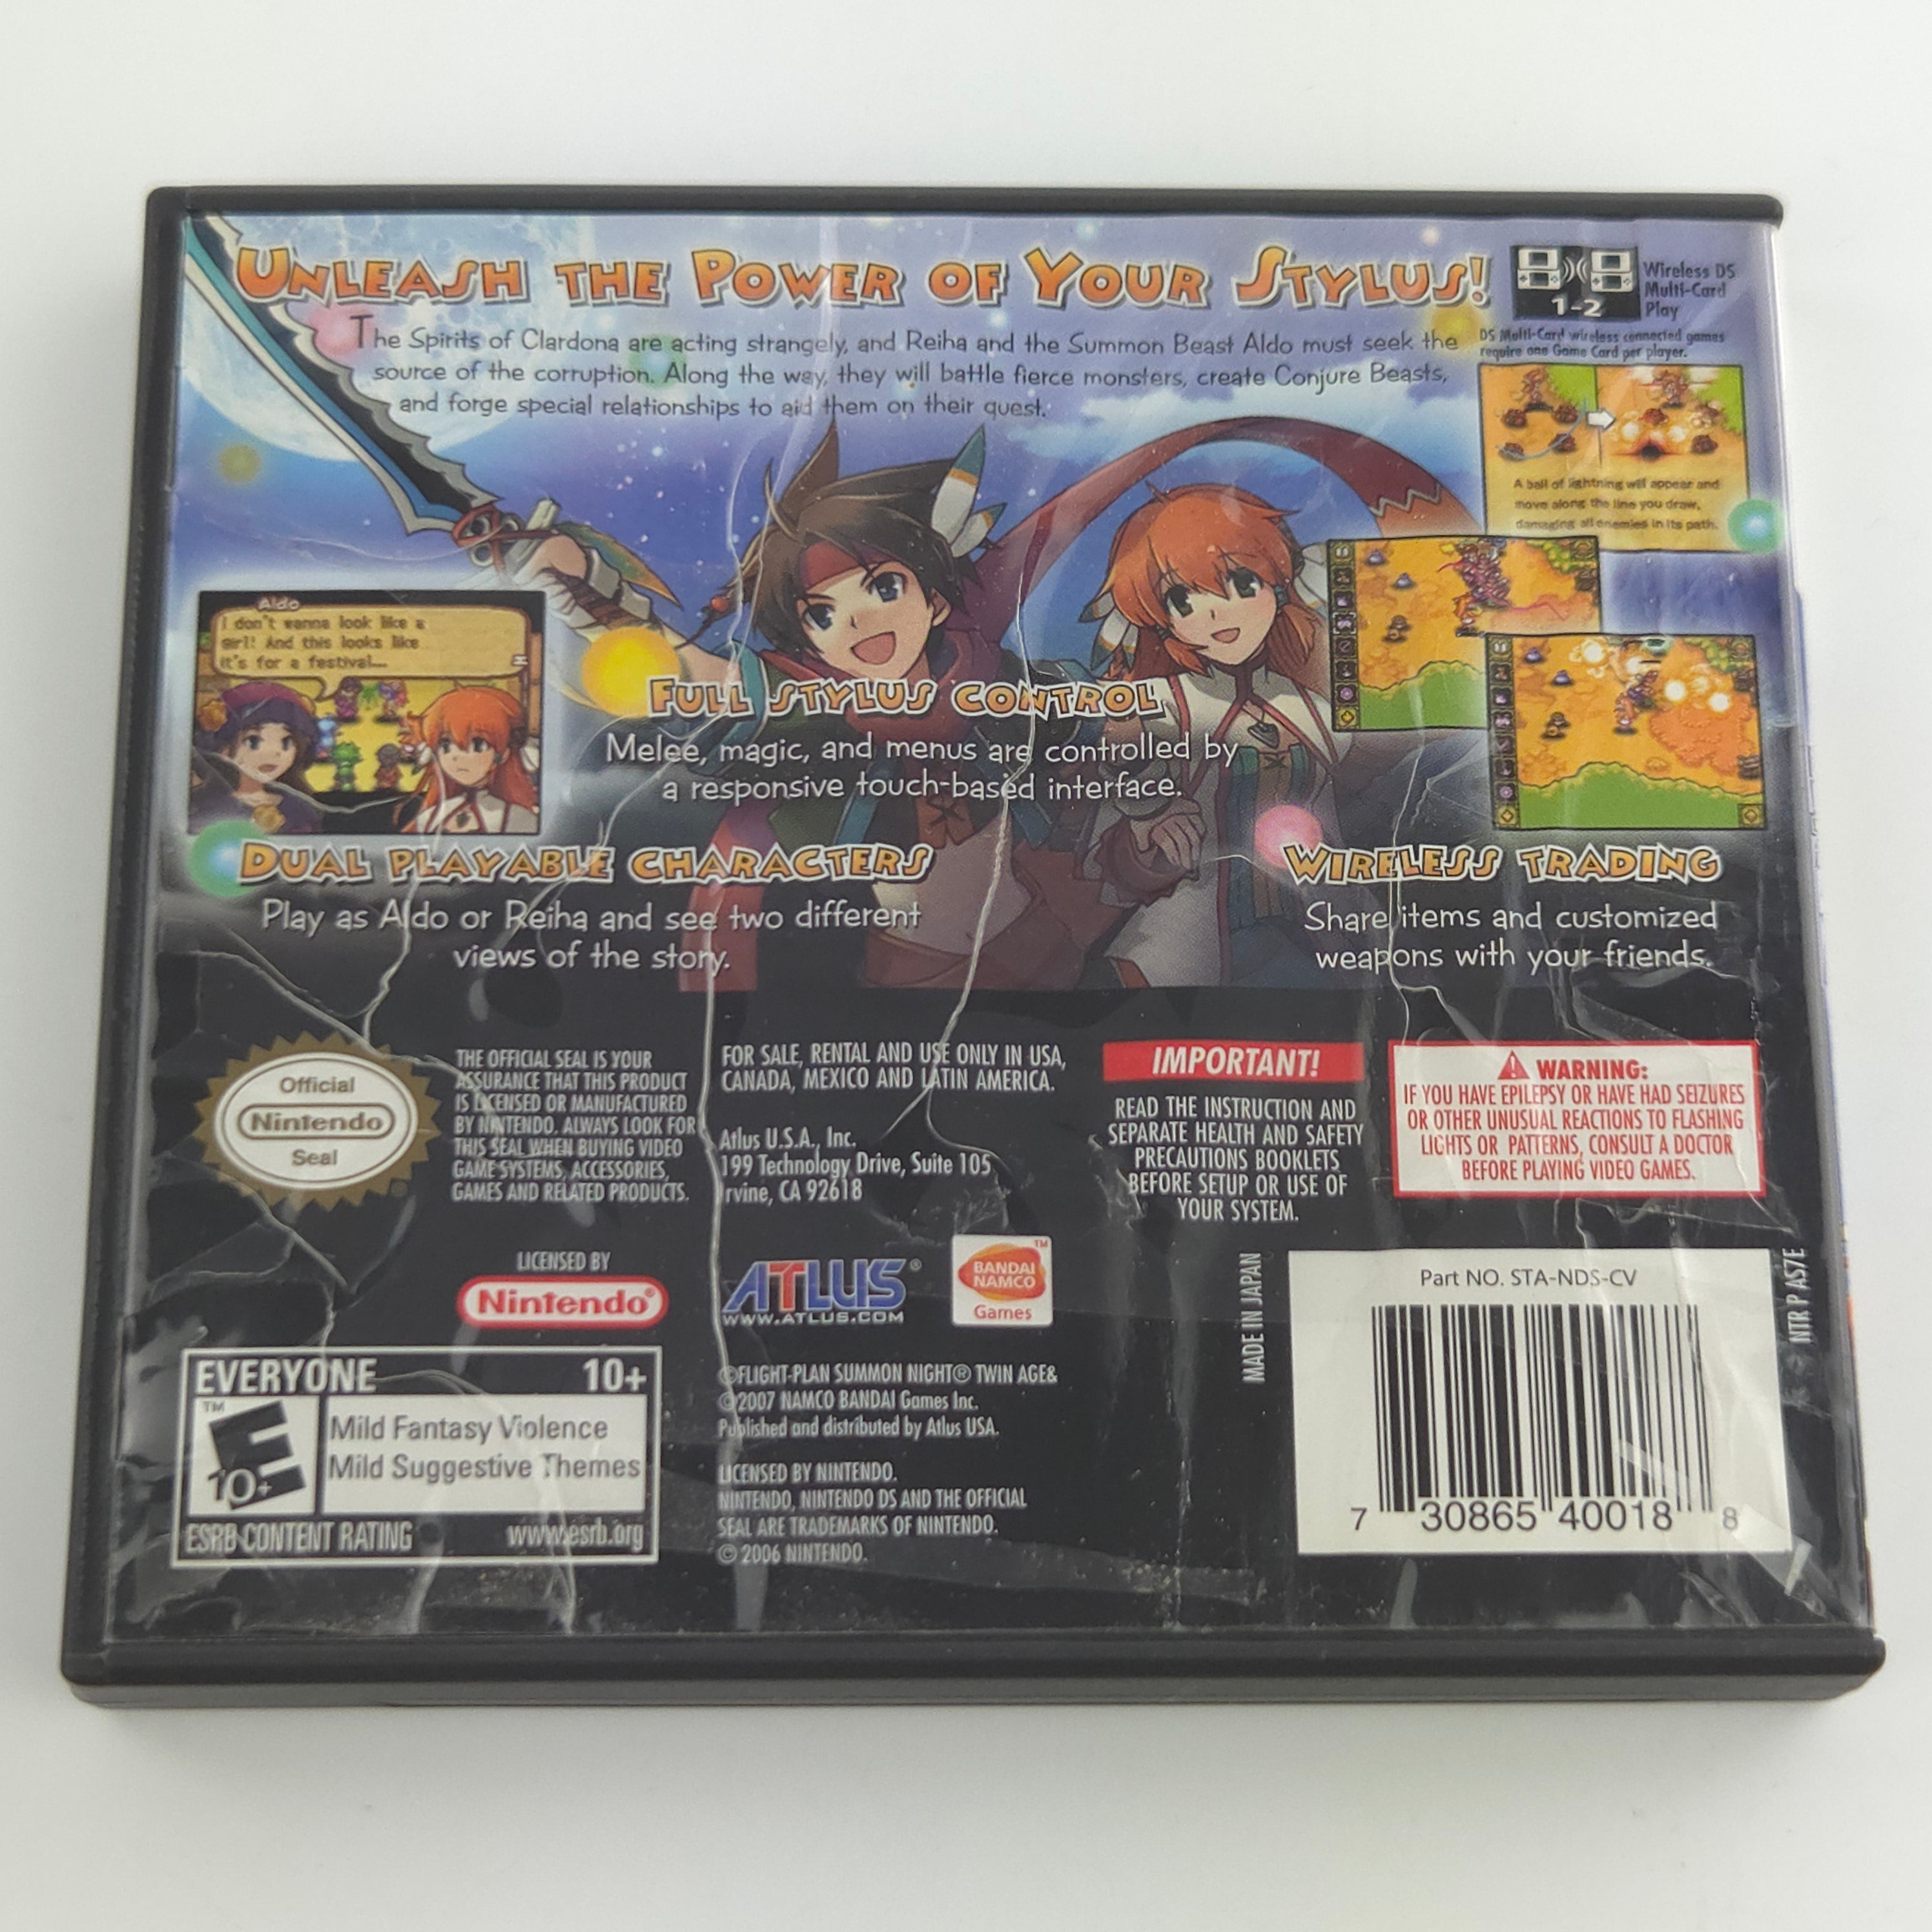 UNLEASH THE POWER OF YOUR STYLUS!
The Spirits of Clardona are acting strangely, and Reiha and the Summon Beast Aldo must seek the
source of the corruption. Along the way, they will battle fierce monsters, create Conjure Beasts,
and forge special relationships to aid them on their quest.
1-2
Wireless DS
Multi-Card
Play
DS Multi-Card wireless connected games
require one Game Card per player.
A ball of lightning will appear and
move along the line you draw,
damaging all enemies in its path.
Aldo
I don't wanna look like a
girl! And this looks like
it's for a festival...
FULL STYLUS CONTROL
Melee, magic, and menus are controlled by
a responsive touch-based interface.
DUAL PLAYABLE CHARACTERS
Play as Aldo or Reiha and see two different
views of the story.
WIRELESS TRADING
Share items and customized
weapons with your friends.
Official
Nintendo
Seal
THE OFFICIAL SEAL IS YOUR
ASSURANCE THAT THIS PRODUCT
IS LICENSED OR MANUFACTURED
BY NINTENDO. ALWAYS LOOK FOR
THIS SEAL WHEN BUYING VIDEO
GAME SYSTEMS, ACCESSORIES,
GAMES AND RELATED PRODUCTS.
FOR SALE, RENTAL AND USE ONLY IN USA,
CANADA, MEXICO AND LATIN AMERICA.
Atlus U.S.A., Inc.
199 Technology Drive, Suite 105
Irvine, CA 92618
IMPORTANT!
READ THE INSTRUCTION AND
SEPARATE HEALTH AND SAFETY
PRECAUTIONS BOOKLETS
BEFORE SETUP OR USE OF
YOUR SYSTEM.
WARNING:
IF YOU HAVE EPILEPSY OR HAVE HAD SEIZURES
OR OTHER UNUSUAL REACTIONS TO FLASHING
LIGHTS OR PATTERNS, CONSULT A DOCTOR
BEFORE PLAYING VIDEO GAMES.
LICENSED BY
Nintendo®
ATLUS®
WWW.ATLUS.COM
BANDAI
NAMCO
Games
TM
EVERYONE 10+
TM
E
10+
Mild Fantasy Violence
Mild Suggestive Themes
ESRB CONTENT RATING www.esrb.org
©FLIGHT-PLAN SUMMON NIGHT® TWIN AGE&
©2007 NAMCO BANDAI Games Inc.
Published and distributed by Atlus USA.
LICENSED BY NINTENDO.
NINTENDO, NINTENDO DS AND THE OFFICIAL
SEAL ARE TRADEMARKS OF NINTENDO.
© 2006 NINTENDO.
MADE IN JAPAN
Part NO. STA-NDS-CV
7 30865 40018 8
NTR P AS7E